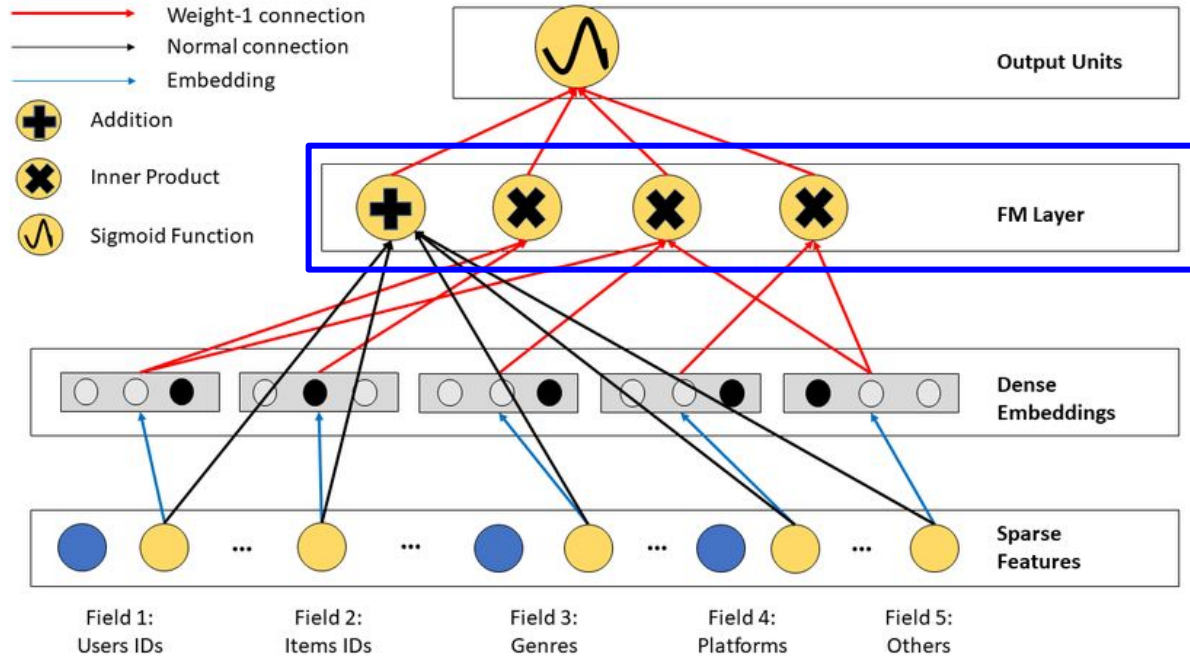 Weight-1 connection
Normal connection
Embedding
Addition
Inner Product
Sigmoid Function
Output Units
FM Layer
Dense
Embeddings
...
...
...
...
Sparse
Features
Field 1:
Users IDs
Field 2:
Items IDs
Field 3:
Genres
Field 4:
Platforms
Field 5:
Others